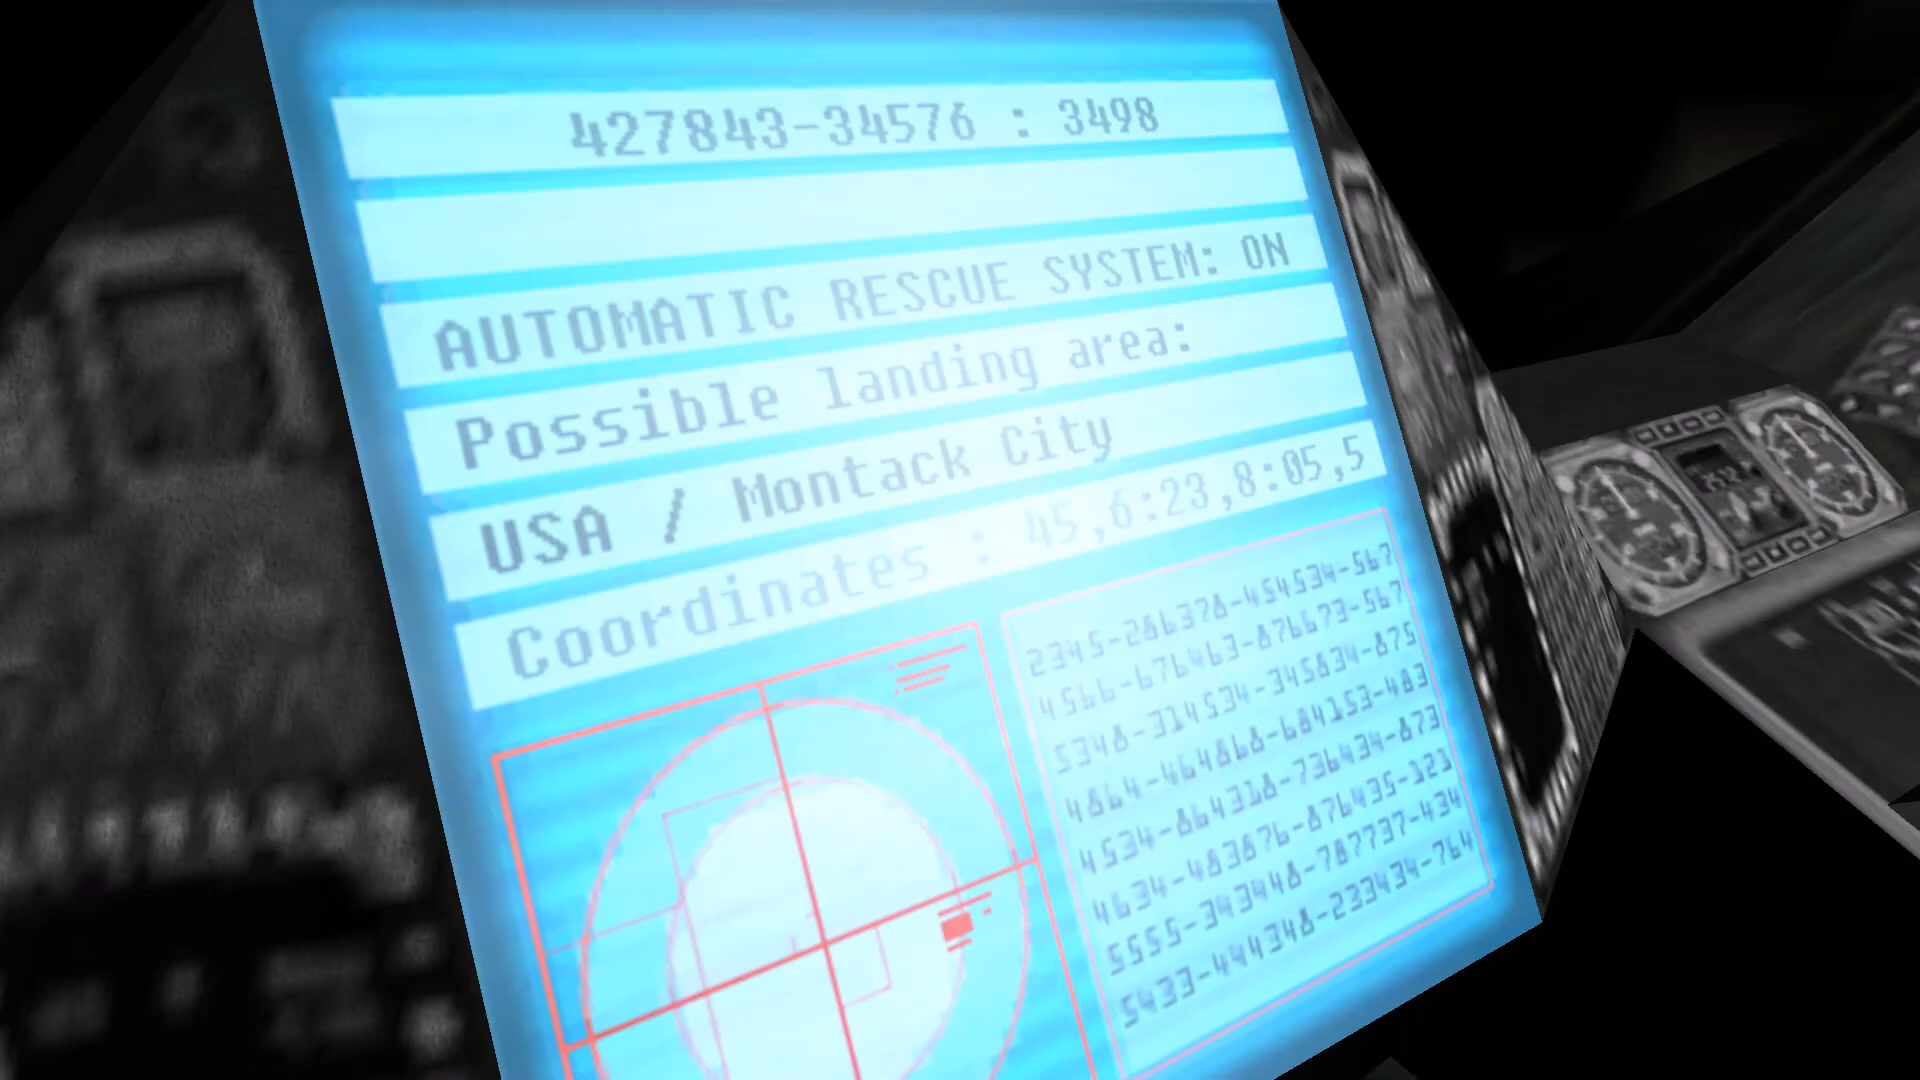 427843-34576 : 3498
AUTOMATIC RESCUE SYSTEM: ON
Possible landing area:
USA / Montack City
Coordinates : 45,6:23,8:05,5
2345-286378-454534-567
4566-676463-876673-567
5348-314534-345834-875
4864-464868-684153-483
4534-864318-736434-873
4634-483876-876435-121
5555-343448-787737-434
5433-444348-233434-764